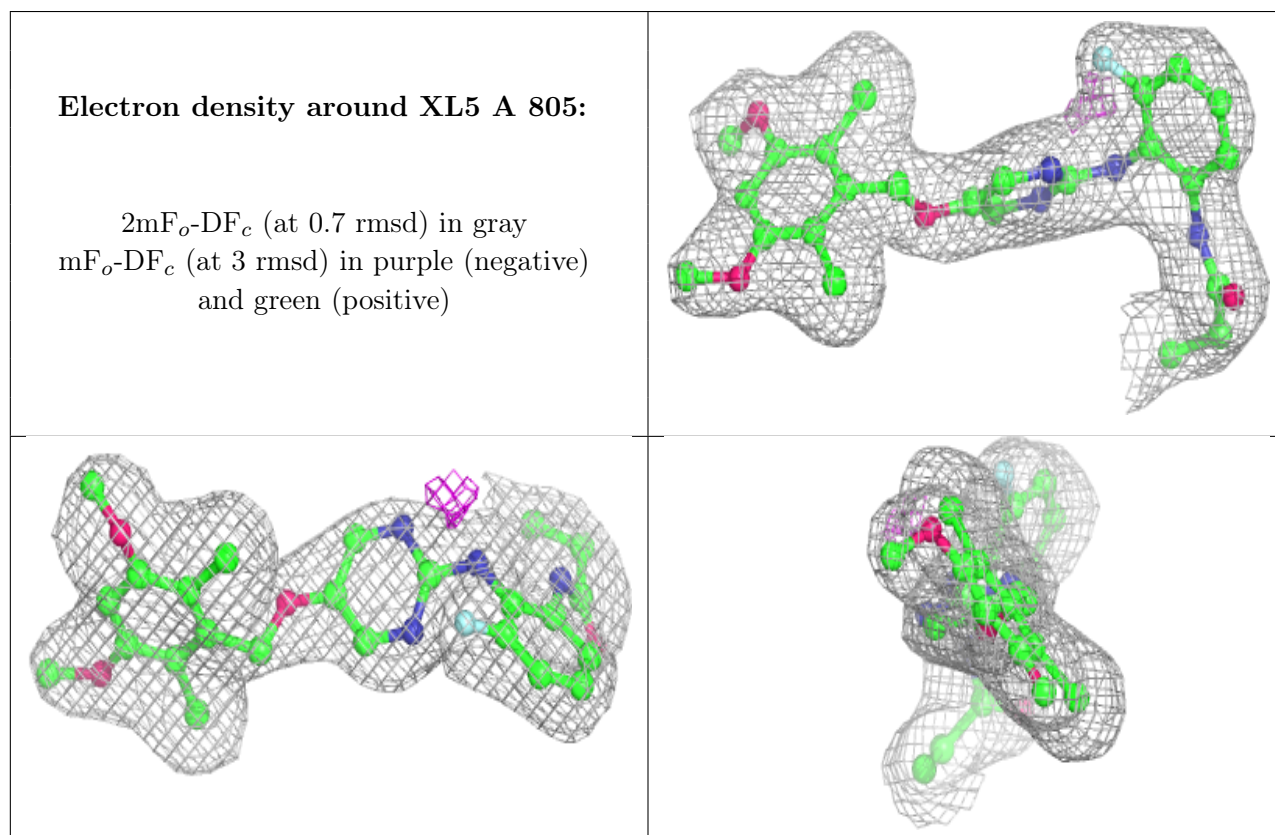 Electron density around XL5 A 805:
2mFo-DFc (at 0.7 rmsd) in gray
mFo-DFc (at 3 rmsd) in purple (negative)
and green (positive)